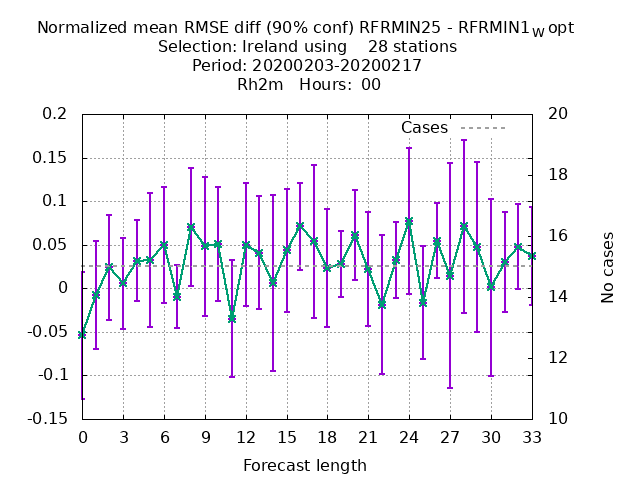 Normalized mean RMSE diff (90% conf) RFRMIN25 - RFRMIN1w opt
Selection: Ireland using 28 stations
Period: 20200203-20200217
Rh2m Hours: 00
0.2
0.15
0.1
0.05
0
-0.05
-0.1
-0.15
Cases
20
18
16
14
12
10
No cases
0 3 6 9 12 15 18 21 24 27 30 33
Forecast length